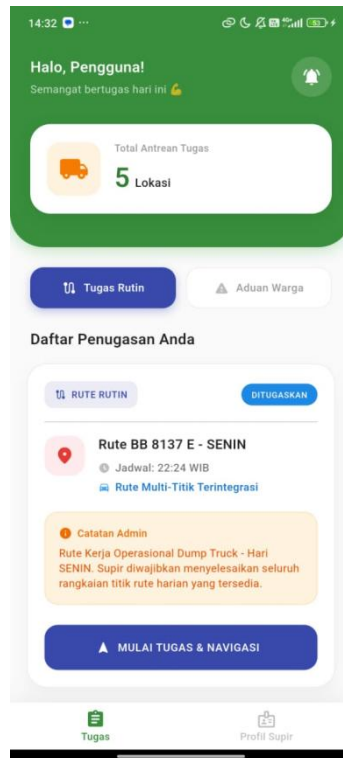 14:32
Halo, Pengguna!
Semangat bertugas hari ini 💪
Total Antrean Tugas
5 Lokasi
Tugas Rutin
Aduan Warga
Daftar Penugasan Anda
RUTE RUTIN
DITUGASKAN
Rute BB 8137 E - SENIN
Jadwal: 22:24 WIB
Rute Multi-Titik Terintegrasi
Catatan Admin
Rute Kerja Operasional Dump Truck - Hari
SENIN. Supir diwajibkan menyelesaikan seluruh
rangkaian titik rute harian yang tersedia.
MULAI TUGAS & NAVIGASI
Tugas
Profil Supir